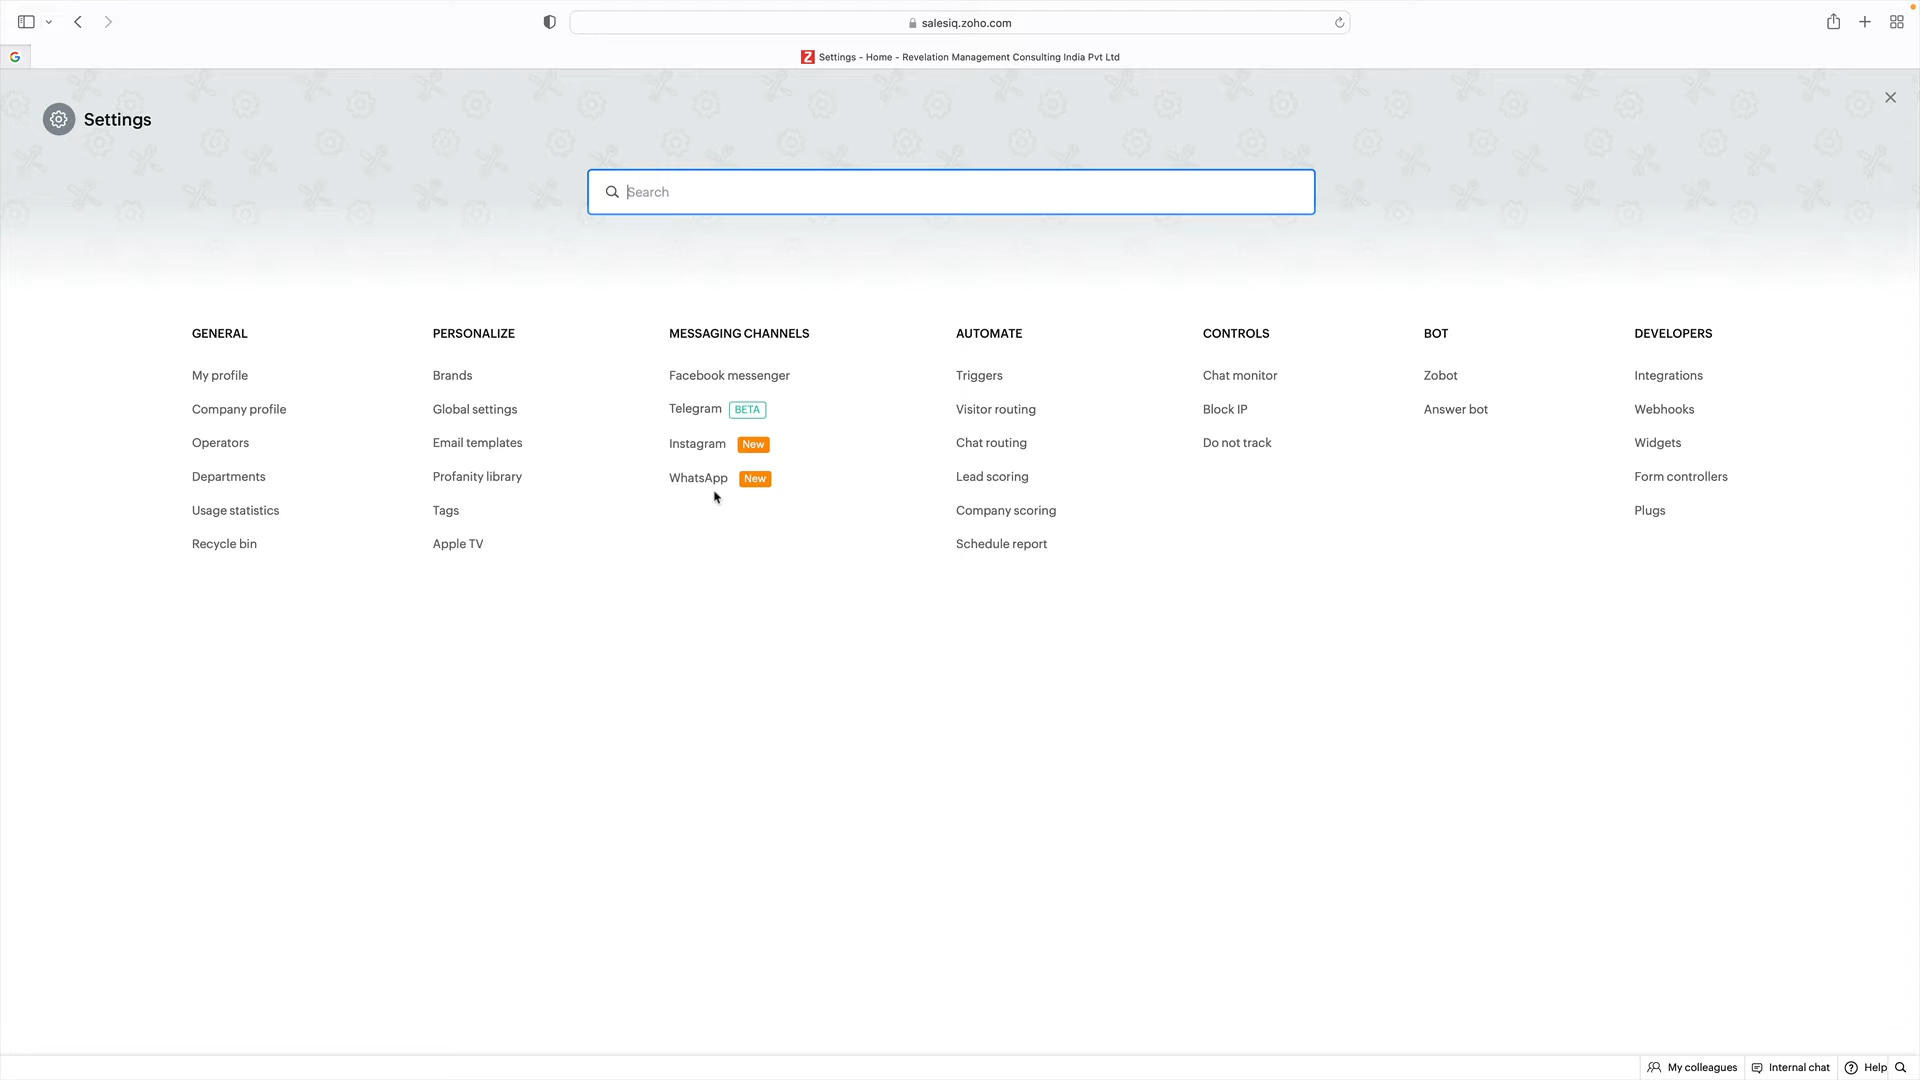 salesiq.zoho.com
Settings - Home - Revelation Management Consulting India Pvt Ltd
Settings
Search
GENERAL
My profile
Company profile
Operators
Departments
Usage statistics
Recycle bin
PERSONALIZE
Brands
Global settings
Email templates
Profanity library
Tags
Apple TV
MESSAGING CHANNELS
Facebook messenger
Telegram BETA
Instagram New
WhatsApp New
AUTOMATE
Triggers
Visitor routing
Chat routing
Lead scoring
Company scoring
Schedule report
CONTROLS
Chat monitor
Block IP
Do not track
BOT
Zobot
Answer bot
DEVELOPERS
Integrations
Webhooks
Widgets
Form controllers
Plugs
My colleagues Internal chat Help